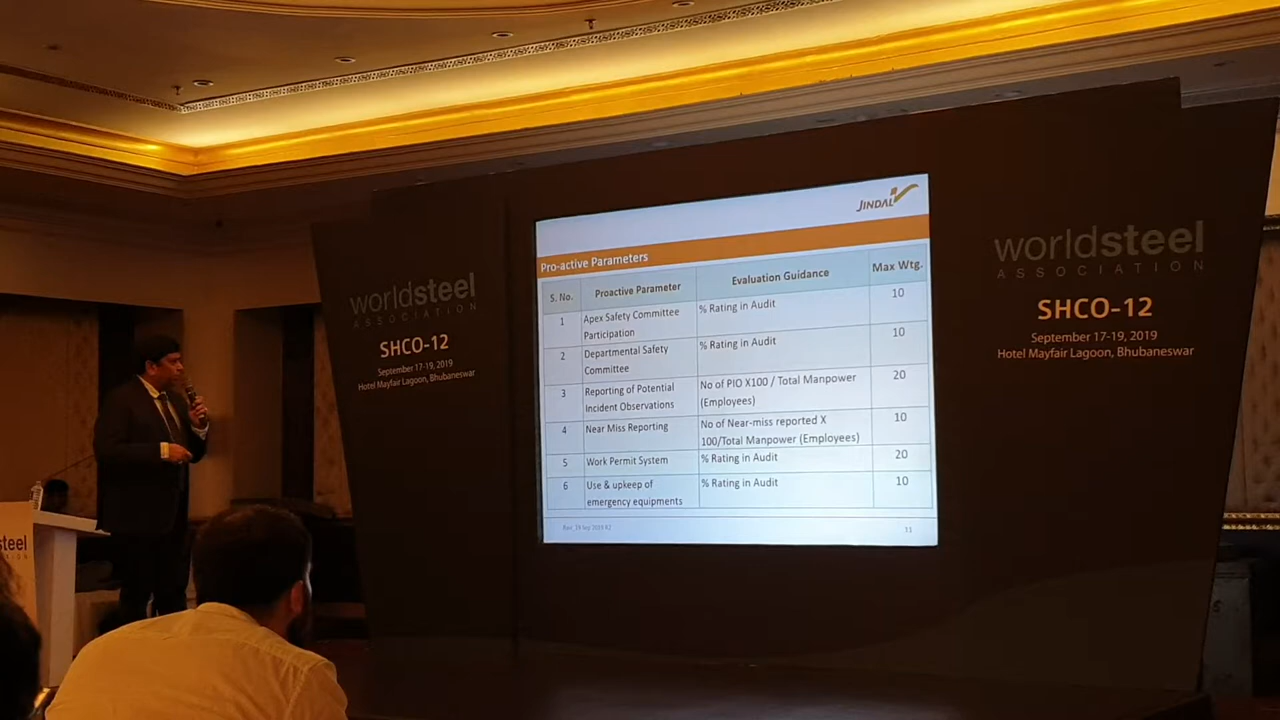 worldsteel
ASSOCIATION
SHCO-12
September 17-19, 2019
Hotel Mayfair Lagoon, Bhubaneswar
JINDAL
Pro-active Parameters
S. No. Proactive Parameter Evaluation Guidance Max Wtg.
1 Apex Safety Committee Participation % Rating in Audit 10
2 Departmental Safety Committee % Rating in Audit 10
3 Reporting of Potential Incident Observations No of PIO X100 / Total Manpower (Employees) 20
4 Near Miss Reporting No of Near-miss reported X 100/Total Manpower (Employees) 10
5 Work Permit System % Rating in Audit 20
6 Use & upkeep of emergency equipments % Rating in Audit 10
11
worldsteel
ASSOCIATION
SHCO-12
September 17-19, 2019
Hotel Mayfair Lagoon, Bhubaneswar
steel